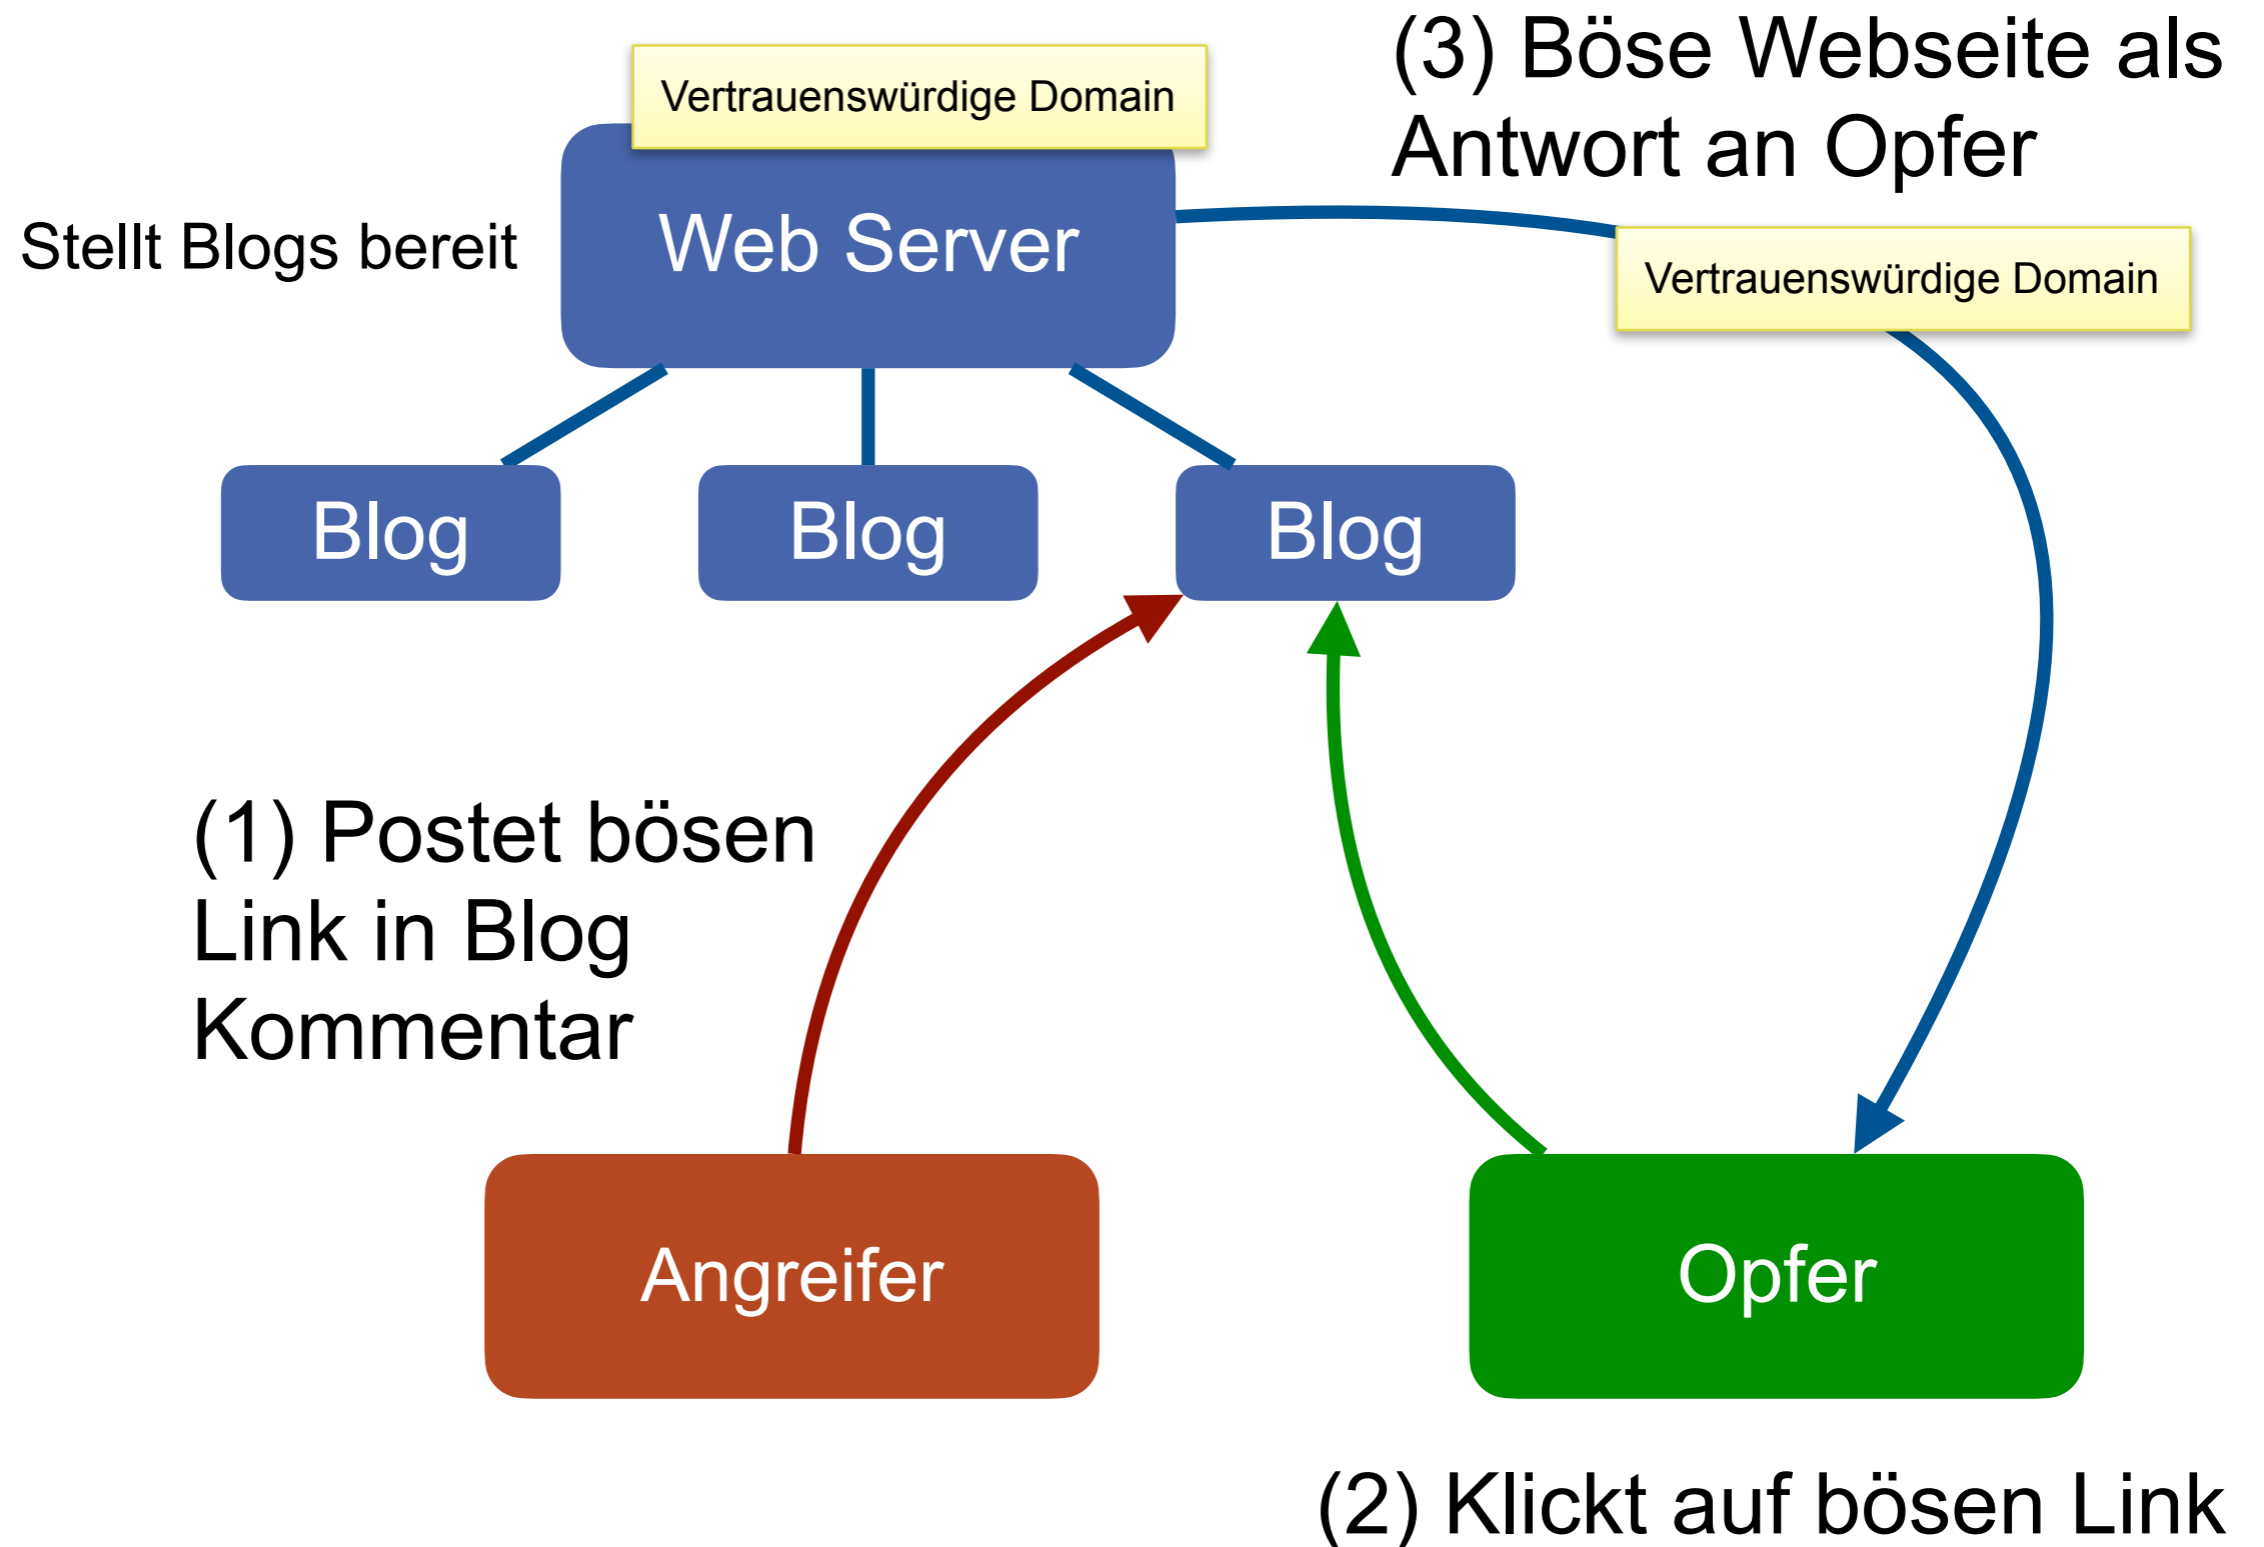 (3) Böse Webseite als
Antwort an Opfer
Vertrauenswürdige Domain
Stellt Blogs bereit
Web Server
Vertrauenswürdige Domain
Blog
Blog
Blog
(1) Postet bösen
Link in Blog
Kommentar
Angreifer
Opfer
(2) Klickt auf bösen Link